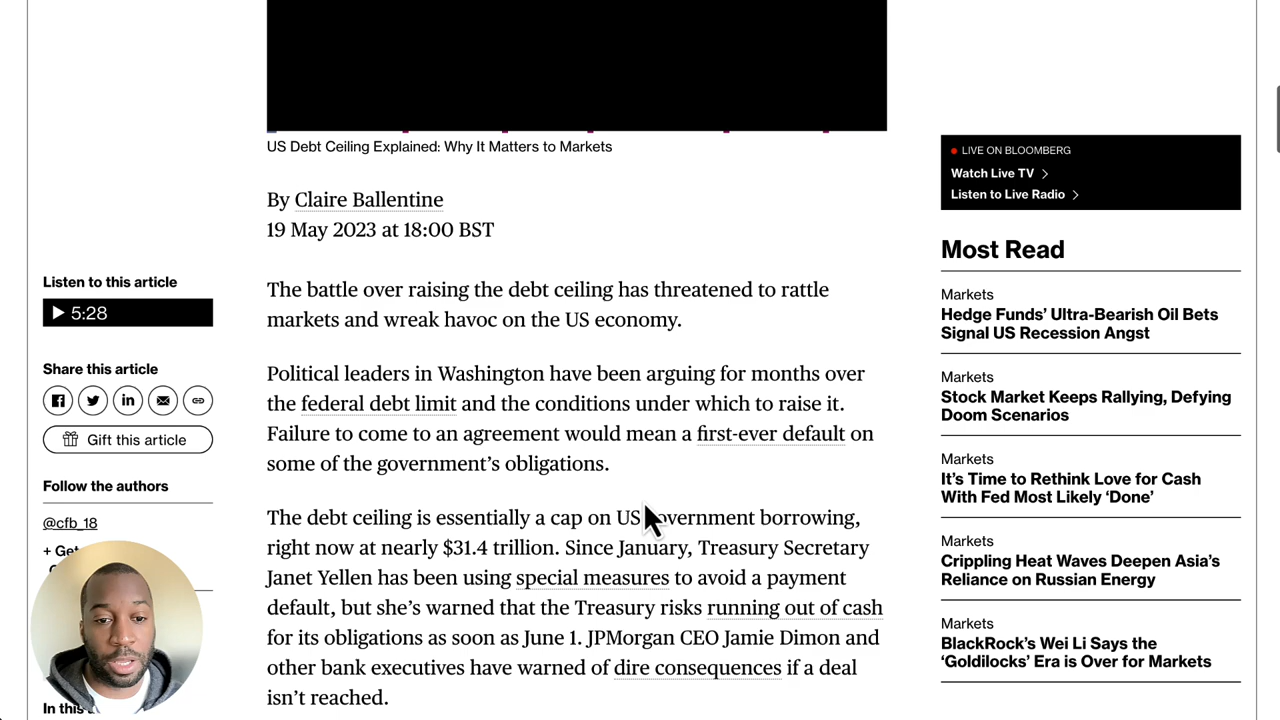 US Debt Ceiling Explained: Why It Matters to Markets
By Claire Ballentine
19 May 2023 at 18:00 BST
Listen to this article
5:28
Share this article
Gift this article
Follow the authors
@cfb_18
+ Get
In this
The battle over raising the debt ceiling has threatened to rattle
markets and wreak havoc on the US economy.
Political leaders in Washington have been arguing for months over
the federal debt limit and the conditions under which to raise it.
Failure to come to an agreement would mean a first-ever default on
some of the government’s obligations.
The debt ceiling is essentially a cap on US government borrowing,
right now at nearly $31.4 trillion. Since January, Treasury Secretary
Janet Yellen has been using special measures to avoid a payment
default, but she’s warned that the Treasury risks running out of cash
for its obligations as soon as June 1. JPMorgan CEO Jamie Dimon and
other bank executives have warned of dire consequences if a deal
isn’t reached.
LIVE ON BLOOMBERG
Watch Live TV
Listen to Live Radio
Most Read
Markets
Hedge Funds’ Ultra-Bearish Oil Bets
Signal US Recession Angst
Markets
Stock Market Keeps Rallying, Defying
Doom Scenarios
Markets
It’s Time to Rethink Love for Cash
With Fed Most Likely ‘Done’
Markets
Crippling Heat Waves Deepen Asia’s
Reliance on Russian Energy
Markets
BlackRock’s Wei Li Says the
‘Goldilocks’ Era is Over for Markets